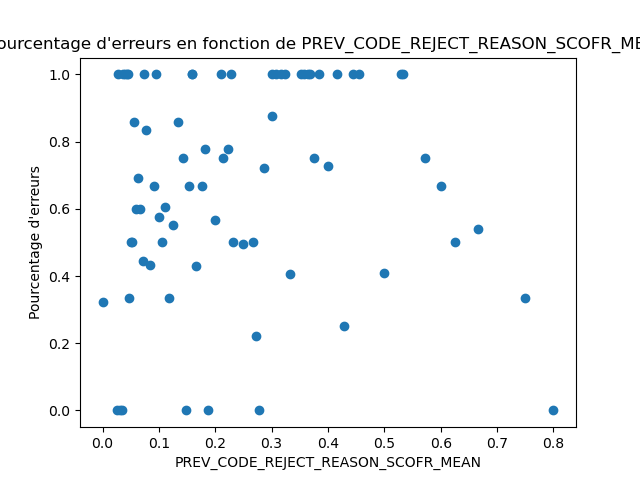 ourcentage d'erreurs en fonction de PREV_CODE_REJECT_REASON_SCOFR_ME
Pourcentage d'erreurs
1.0
0.8
0.6
0.4
0.2
0.0
0.0 0.1 0.2 0.3 0.4 0.5 0.6 0.7 0.8
PREV_CODE_REJECT_REASON_SCOFR_MEAN